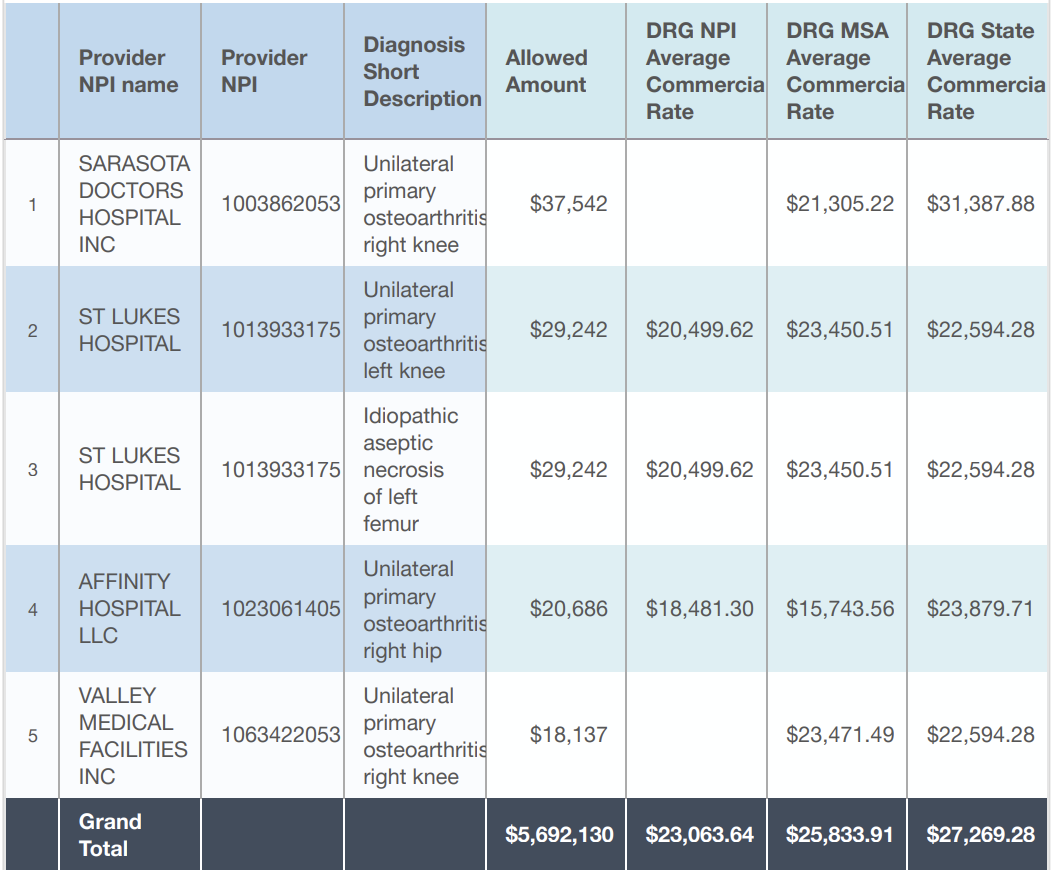 Provider NPI name | Provider NPI | Diagnosis Short Description | Allowed Amount | DRG NPI Average Commercia Rate | DRG MSA Average Commercia Rate | DRG State Average Commercia Rate
1 | SARASOTA DOCTORS HOSPITAL INC | 1003862053 | Unilateral primary osteoarthritis right knee | $37,542 | | $21,305.22 | $31,387.88
2 | ST LUKES HOSPITAL | 1013933175 | Unilateral primary osteoarthritis left knee | $29,242 | $20,499.62 | $23,450.51 | $22,594.28
3 | ST LUKES HOSPITAL | 1013933175 | Idiopathic aseptic necrosis of left femur | $29,242 | $20,499.62 | $23,450.51 | $22,594.28
4 | AFFINITY HOSPITAL LLC | 1023061405 | Unilateral primary osteoarthritis right hip | $20,686 | $18,481.30 | $15,743.56 | $23,879.71
5 | VALLEY MEDICAL FACILITIES INC | 1063422053 | Unilateral primary osteoarthritis right knee | $18,137 | | $23,471.49 | $22,594.28
Grand Total | | | $5,692,130 | $23,063.64 | $25,833.91 | $27,269.28